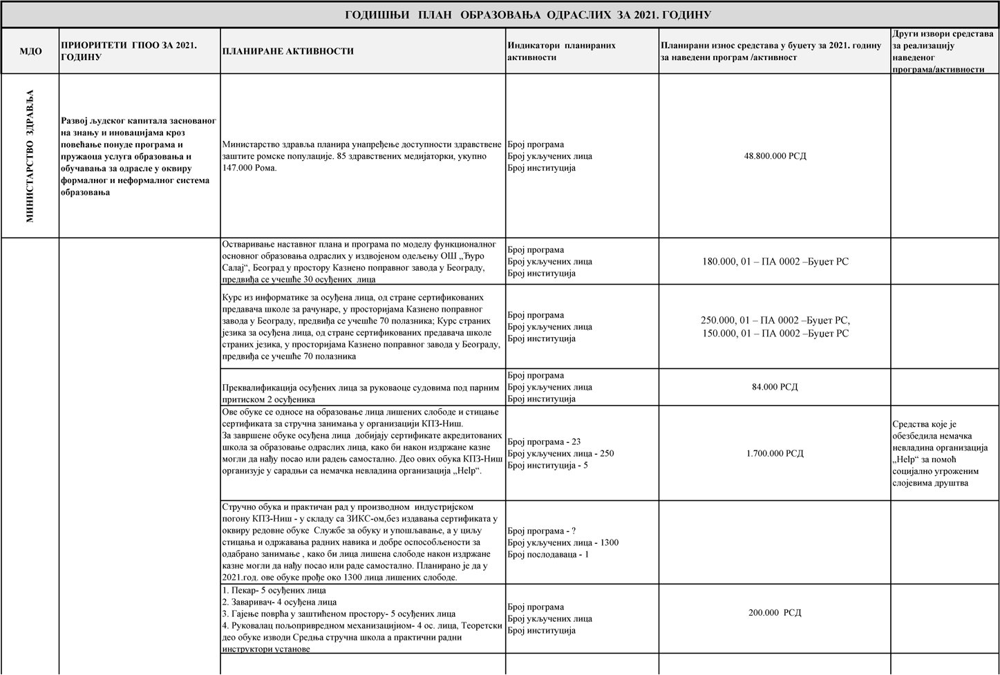 ГОДИШЊИ ПЛАН ОБРАЗОВАЊА ОДРАСЛИХ ЗА 2021. ГОДИНУ
МДО
ПРИОРИТЕТИ ГПОО ЗА 2021.
ГОДИНУ
ПЛАНИРАНЕ АКТИВНОСТИ
Индикатори планираних
активности
Планирани износ средстава у буџету за 2021. годину
за наведени програм /активност
Други извори средстава
за реализацију
наведеног
програма/активности
МИНИСТАРСТВО ЗДРАВЉА
Развој људског капитала заснованог
на знању и иновацијама кроз
повећање понуде програма и
пружаоца услуга образовања и
обучавања за одрасле у оквиру
формалног и неформалног система
образовања
Министарство здравља планира унапређење доступности здравствене
заштите ромске популације. 85 здравствених медијаторки, укупно
147.000 Рома.
Број програма
Број укључених лица
Број институција
48.800.000 РСД
Остваривање наставног плана и програма по моделу функционалног
основног образовања одраслих у издвојеном одељењу ОШ „Ђуро
Салај“, Београд у простору Казнено поправног завода у Београду,
предвиђа се учешће 30 осуђених лица
Број програма
Број укључених лица
Број институција
180.000, 01 – ПА 0002 –Буџет РС
Курс из информатике за осуђена лица, од стране сертификованих
предавача школе за рачунаре, у просторијама Казнено поправног
завода у Београду, предвиђа се учешће 70 полазника; Курс страних
језика за осуђена лица, од стране сертификованих предавача школе
страних језика, у просторијама Казнено поправног завода у Београду,
предвиђа се учешће 70 полазника
Број програма
Број укључених лица
Број институција
250.000, 01 – ПА 0002 –Буџет РС,
150.000, 01 – ПА 0002 –Буџет РС
Преквалификација осуђених лица за руковаоце судовима под парним
притиском 2 осуђеника
Број програма
Број укључених лица
Број институција
84.000 РСД
Ове обуке се односе на образовање лица лишених слободе и стицање
сертификата за стручна занимања у организацији КПЗ-Ниш.
За завршене обуке осуђена лица добијају сертификате акредитованих
школа за образовање одраслих лица, како би након издржане казне
могли да нађу посао или радењ самостално. Део ових обука КПЗ-Ниш
организује у сарадњи са немачка невладина организација „Help“.
Број програма - 23
Број укључених лица - 250
Број институција - 5
1.700.000 РСД
Средства које је
обезбедила немачка
невладина организација
„Help“ за помоћ
социјално угроженим
слојевима друштва
Стручно обука и практичан рад у производном индустријском
погону КПЗ-Ниш - у складу са ЗИКС-ом,без издавања сертификата у
оквиру редовне обуке Службе за обуку и упошљавање, а у циљу
стицања и одржавања радних навика и добре оспособљености за
одабрано занимање , како би лица лишена слободе након издржане
казне могли да нађу посао или раде самостално. Планирано је да у
2021.год. ове обуке прође око 1300 лица лишених слободе.
Број програма - ?
Број укључених лица - 1300
Број послодаваца - 1
1. Пекар- 5 осуђених лица
2. Заваривач- 4 осуђена лица
3. Гајење поврћа у заштићеном простору- 5 осуђених лица
4. Руковалац пољопривредном механизацијиом- 4 ос. лица, Теоретски
део обуке изводи Средња стручна школа а практични радни
инструктори установе
Број програма
Број укључених лица
Број институција
200.000 РСД